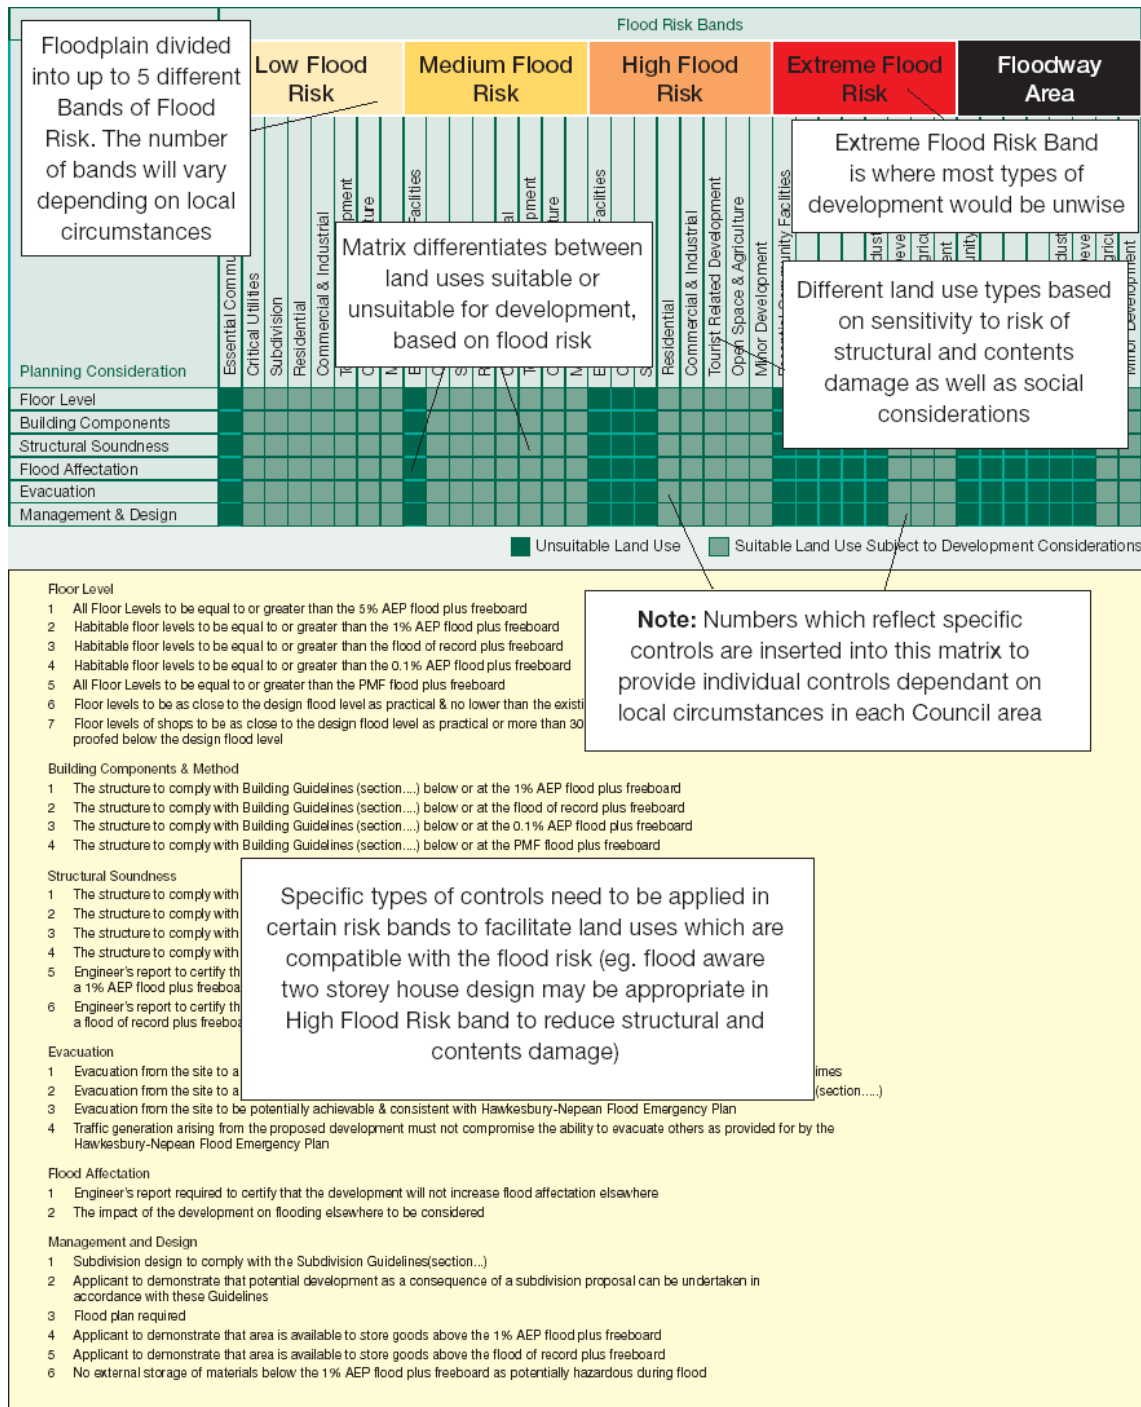 Flood Risk Bands
Floodplain divided
into up to 5 different
Bands of Flood
Risk. The number
of bands will vary
depending on local
circumstances
Low Flood
Risk
Medium Flood
Risk
High Flood
Risk
Extreme Flood
Risk
Floodway
Area
Extreme Flood Risk Band
is where most types of
development would be unwise
Matrix differentiates between
land uses suitable or
unsuitable for development,
based on flood risk
Different land use types based
on sensitivity to risk of
structural and contents
damage as well as social
considerations
Planning Consideration
Critical Utilities
Subdivision
Residential
Commercial & Industrial
Facilities
Facilities
Residential
Commercial & Industrial
Tourist Related Development
Open Space & Agriculture
Minor Development
Facilities
Minor Development
Floor Level
Building Components
Structural Soundness
Flood Affectation
Evacuation
Management & Design
Unsuitable Land Use
Suitable Land Use Subject to Development Considerations
Note: Numbers which reflect specific
controls are inserted into this matrix to
provide individual controls dependant on
local circumstances in each Council area
Floor Level
1 All Floor Levels to be equal to or greater than the 5% AEP flood plus freeboard
2 Habitable floor levels to be equal to or greater than the 1% AEP flood plus freeboard
3 Habitable floor levels to be equal to or greater than the flood of record plus freeboard
4 Habitable floor levels to be equal to or greater than the 0.1% AEP flood plus freeboard
5 All Floor Levels to be equal to or greater than the PMF flood plus freeboard
6 Floor levels to be as close to the design flood level as practical & no lower than the
7 Floor levels of shops to be as close to the design flood level as practical or more than 30
proofed below the design flood level
Building Components & Method
1 The structure to comply with Building Guidelines (section....) below or at the 1% AEP flood plus freeboard
2 The structure to comply with Building Guidelines (section....) below or at the flood of record plus freeboard
3 The structure to comply with Building Guidelines (section....) below or at the 0.1% AEP flood plus freeboard
4 The structure to comply with Building Guidelines (section....) below or at the PMF flood plus freeboard
Structural Soundness
1 The structure to comply with
2 The structure to comply with
3 The structure to comply with
4 The structure to comply with
5 Engineer's report to certify
a 1% AEP flood plus
6 Engineer's report to certify
a flood of record plus
Specific types of controls need to be applied in
certain risk bands to facilitate land uses which are
compatible with the flood risk (eg. flood aware
two storey house design may be appropriate in
High Flood Risk band to reduce structural and
contents damage)
Evacuation
1 Evacuation from the site to a
2 Evacuation from the site to a (section.....)
3 Evacuation from the site to be potentially achievable & consistent with Hawkesbury-Nepean Flood Emergency Plan
4 Traffic generation arising from the proposed development must not compromise the ability to evacuate others as provided for by the
Hawkesbury-Nepean Flood Emergency Plan
Flood Affectation
1 Engineer's report required to certify that the development will not increase flood affectation elsewhere
2 The impact of the development on flooding elsewhere to be considered
Management and Design
1 Subdivision design to comply with the Subdivision Guidelines(section...)
2 Applicant to demonstrate that potential development as a consequence of a subdivision proposal can be undertaken in
accordance with these Guidelines
3 Flood plan required
4 Applicant to demonstrate that area is available to store goods above the 1% AEP flood plus freeboard
5 Applicant to demonstrate that area is available to store goods above the flood of record plus freeboard
6 No external storage of materials below the 1% AEP flood plus freeboard as potentially hazardous during flood